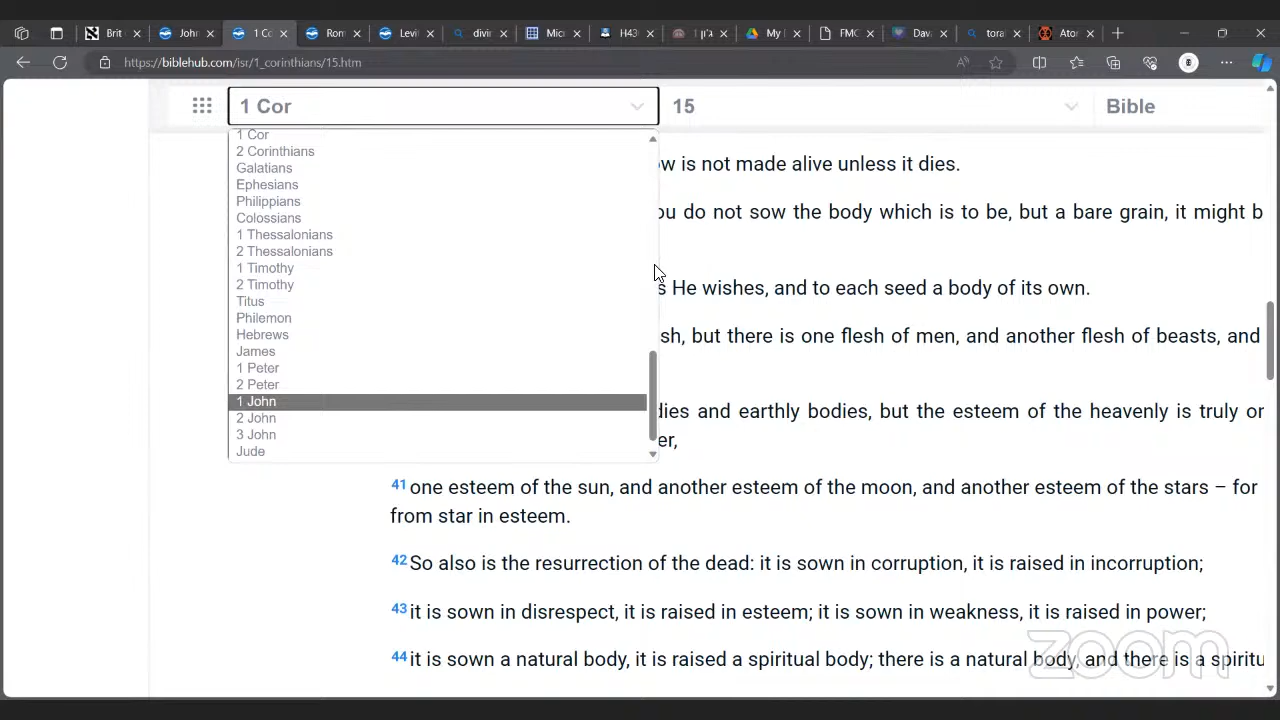 Brit
John
1 Co
Rom
Levi
divin
Micr
H430
ג'ון 1
My I
FMC
Dava
torał
Ator
https://biblehub.com/isr/1_corinthians/15.htm
1 Cor
15
Bible
1 Cor
2 Corinthians
Galatians
Ephesians
Philippians
Colossians
1 Thessalonians
2 Thessalonians
1 Timothy
2 Timothy
Titus
Philemon
Hebrews
James
1 Peter
2 Peter
1 John
2 John
3 John
Jude
ow is not made alive unless it dies.
ou do not sow the body which is to be, but a bare grain, it might b
s He wishes, and to each seed a body of its own.
sh, but there is one flesh of men, and another flesh of beasts, and
dies and earthly bodies, but the esteem of the heavenly is truly or
er,
41 one esteem of the sun, and another esteem of the moon, and another esteem of the stars – for
from star in esteem.
42 So also is the resurrection of the dead: it is sown in corruption, it is raised in incorruption;
43 it is sown in disrespect, it is raised in esteem; it is sown in weakness, it is raised in power;
44 it is sown a natural body, it is raised a spiritual body; there is a natural body, and there is a spiritu
zoom